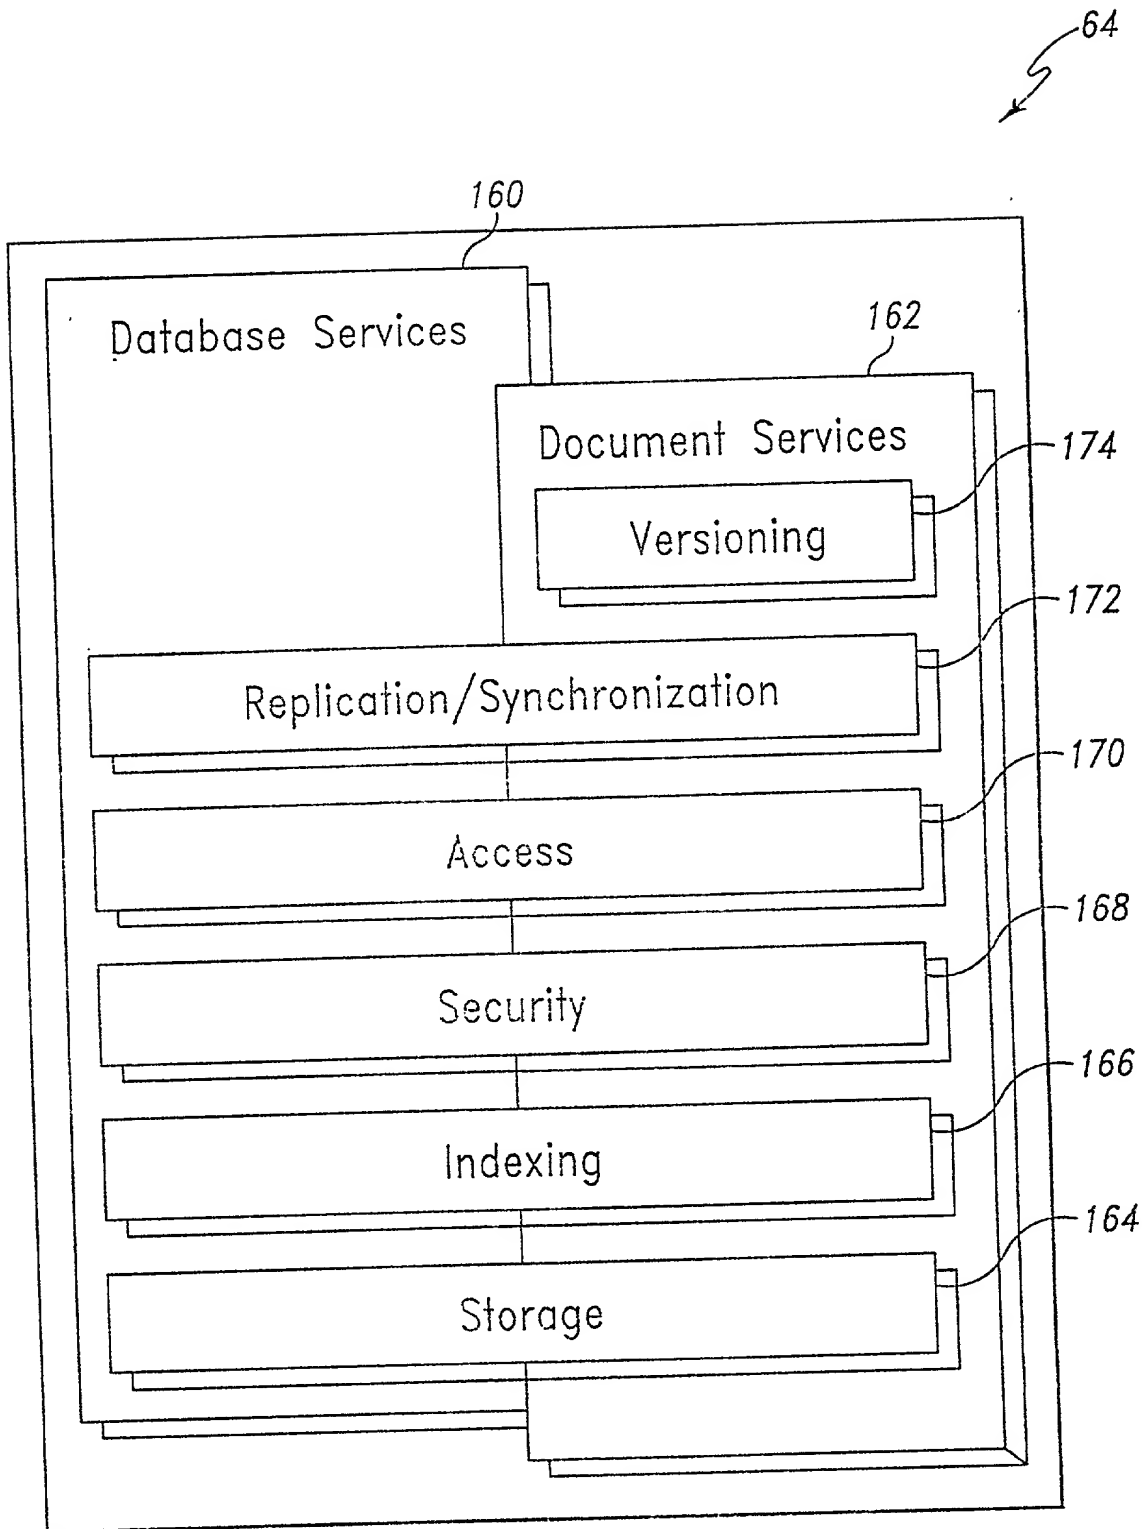 64
160
Database Services
162
Document Services
174
Versioning
172
Replication/Synchronization
170
Access
168
Security
166
Indexing
164
Storage